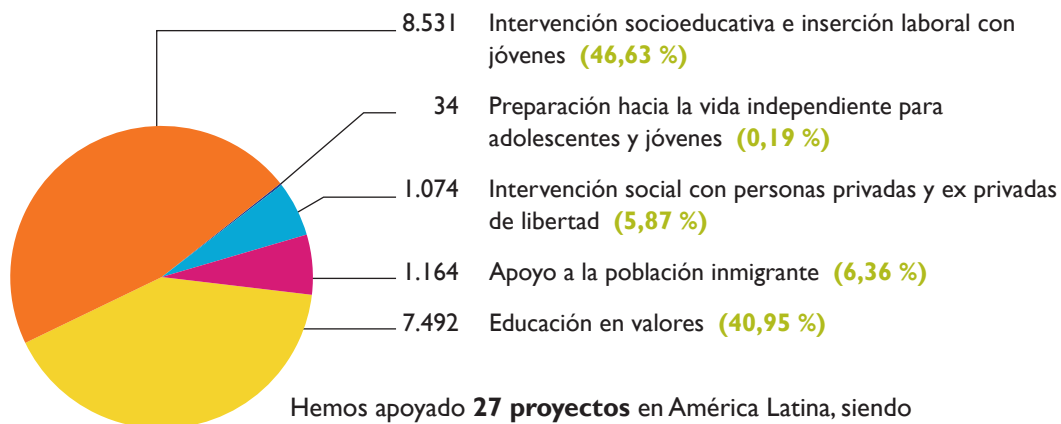 8.531 Intervención socioeducativa e inserción laboral con
jóvenes (46,63 %)
34 Preparación hacia la vida independiente para
adolescentes y jóvenes (0,19 %)
1.074 Intervención social con personas privadas y ex privadas
de libertad (5,87 %)
1.164 Apoyo a la población inmigrante (6,36 %)
7.492 Educación en valores (40,95 %)
Hemos apoyado 27 proyectos en América Latina, siendo